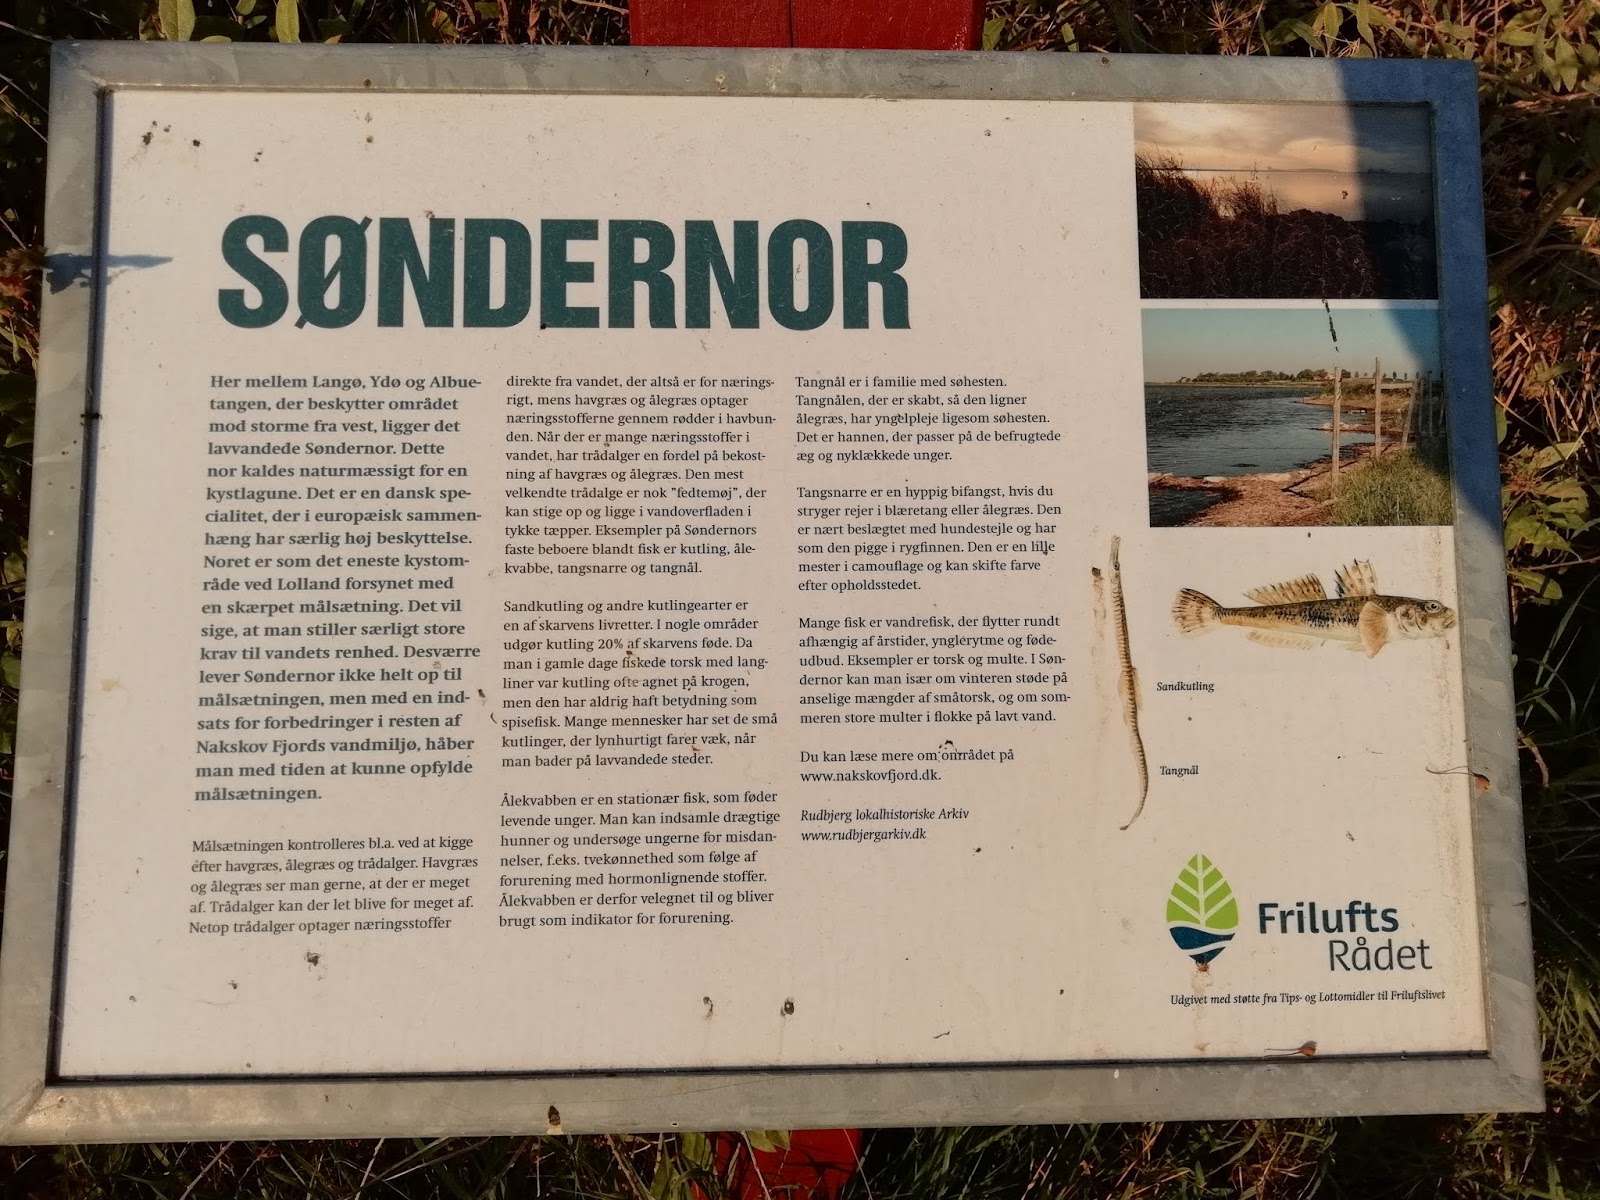 SØNDERNOR
Her mellem Langø, Ydø og Albue-
tangen, der beskytter området
mod storme fra vest, ligger det
lavvandede Søndernor. Dette
nor kaldes naturmæssigt for en
kystlagune. Det er en dansk spe-
cialitet, der i europæisk sammen-
hæng har særlig høj beskyttelse.
Noret er som det eneste kystom-
råde ved Lolland forsynet med
en skærpet målsætning. Det vil
sige, at man stiller særligt store
krav til vandets renhed. Desværre
lever Søndernor ikke helt op til
målsætningen, men med en ind-
sats for forbedringer i resten af
Nakskov Fjords vandmiljø, håber
man med tiden at kunne opfylde
målsætningen.
Målsætningen kontrolleres bl.a. ved at kigge
efter havgræs, ålegræs og trådalger. Havgræs
og ålegræs ser man gerne, at der er meget
af. Trådalger kan der let blive for meget af.
Netop trådalger optager næringsstoffer
direkte fra vandet, der altså er for nærings-
rigt, mens havgræs og ålegræs optager
næringsstofferne gennem rødder i havbun-
den. Når der er mange næringsstoffer i
vandet, har trådalger en fordel på bekost-
ning af havgræs og ålegræs. Den mest
velkendte trådalge er nok "fedtemøj", der
kan stige op og ligge i vandoverfladen i
tykke tæpper. Eksempler på Søndernors
faste beboere blandt fisk er kutling, åle-
kvabbe, tangsnarre og tangnål.
Sandkutling og andre kutlingearter er
en af skarvens livretter. I nogle områder
udgør kutling 20% af skarvens føde. Da
man i gamle dage fiskede torsk med lang-
liner var kutling ofte agnet på krogen,
men den har aldrig haft betydning som
spisefisk. Mange mennesker har set de små
kutlinger, der lynhurtigt farer væk, når
man bader på lavvandede steder.
Ålekvabben er en stationær fisk, som føder
levende unger. Man kan indsamle drægtige
hunner og undersøge ungerne for misdan-
nelser, f.eks. tvekønnethed som følge af
forurening med hormonlignende stoffer.
Ålekvabben er derfor velegnet til og bliver
brugt som indikator for forurening.
Tangnål er i familie med søhesten.
Tangnålen, der er skabt, så den ligner
ålegræs, har yngelpleje ligesom søhesten.
Det er hannen, der passer på de befrugtede
æg og nyklækkede unger.
Tangsnarre er en hyppig bifangst, hvis du
stryger rejer i blæretang eller ålegræs. Den
er nært beslægtet med hundestejle og har
som den pigge i rygfinnen. Den er en lille
mester i camouflage og kan skifte farve
efter opholdsstedet.
Mange fisk er vandrefisk, der flytter rundt
afhængig af årstider, ynglerytme og føde-
udbud. Eksempler er torsk og multe. I Søn-
dernor kan man især om vinteren støde på
anselige mængder af småtorsk, og om som-
meren store multer i flokke på lavt vand.
Du kan læse mere om området på
www.nakskovfjord.dk.
Rudbjerg lokalhistoriske Arkiv
www.rudbjergarkiv.dk
Sandkutling
Tangnål
Frilufts
Rådet
Udgivet med støtte fra Tips- og Lottomidler til Friluftslivet